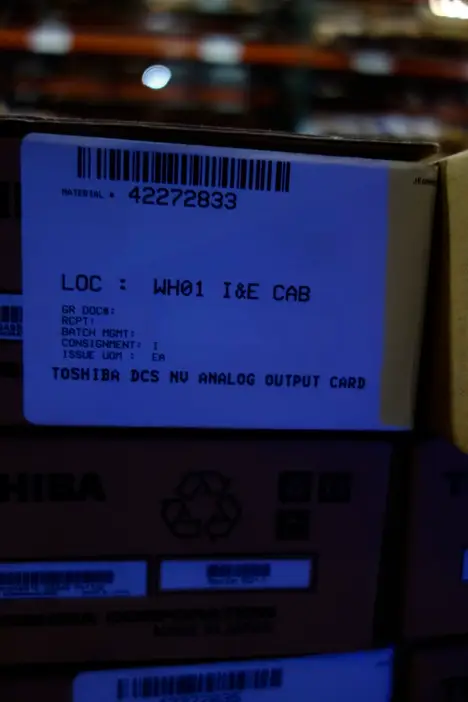 MATERIAL # 42272833
LOC : WH01 I&E CAB
GR DOC#:
RCPT:
BATCH MGMT:
CONSIGNMENT: I
ISSUE UOM : EA
TOSHIBA DCS NV ANALOG OUTPUT CARD
HIBA